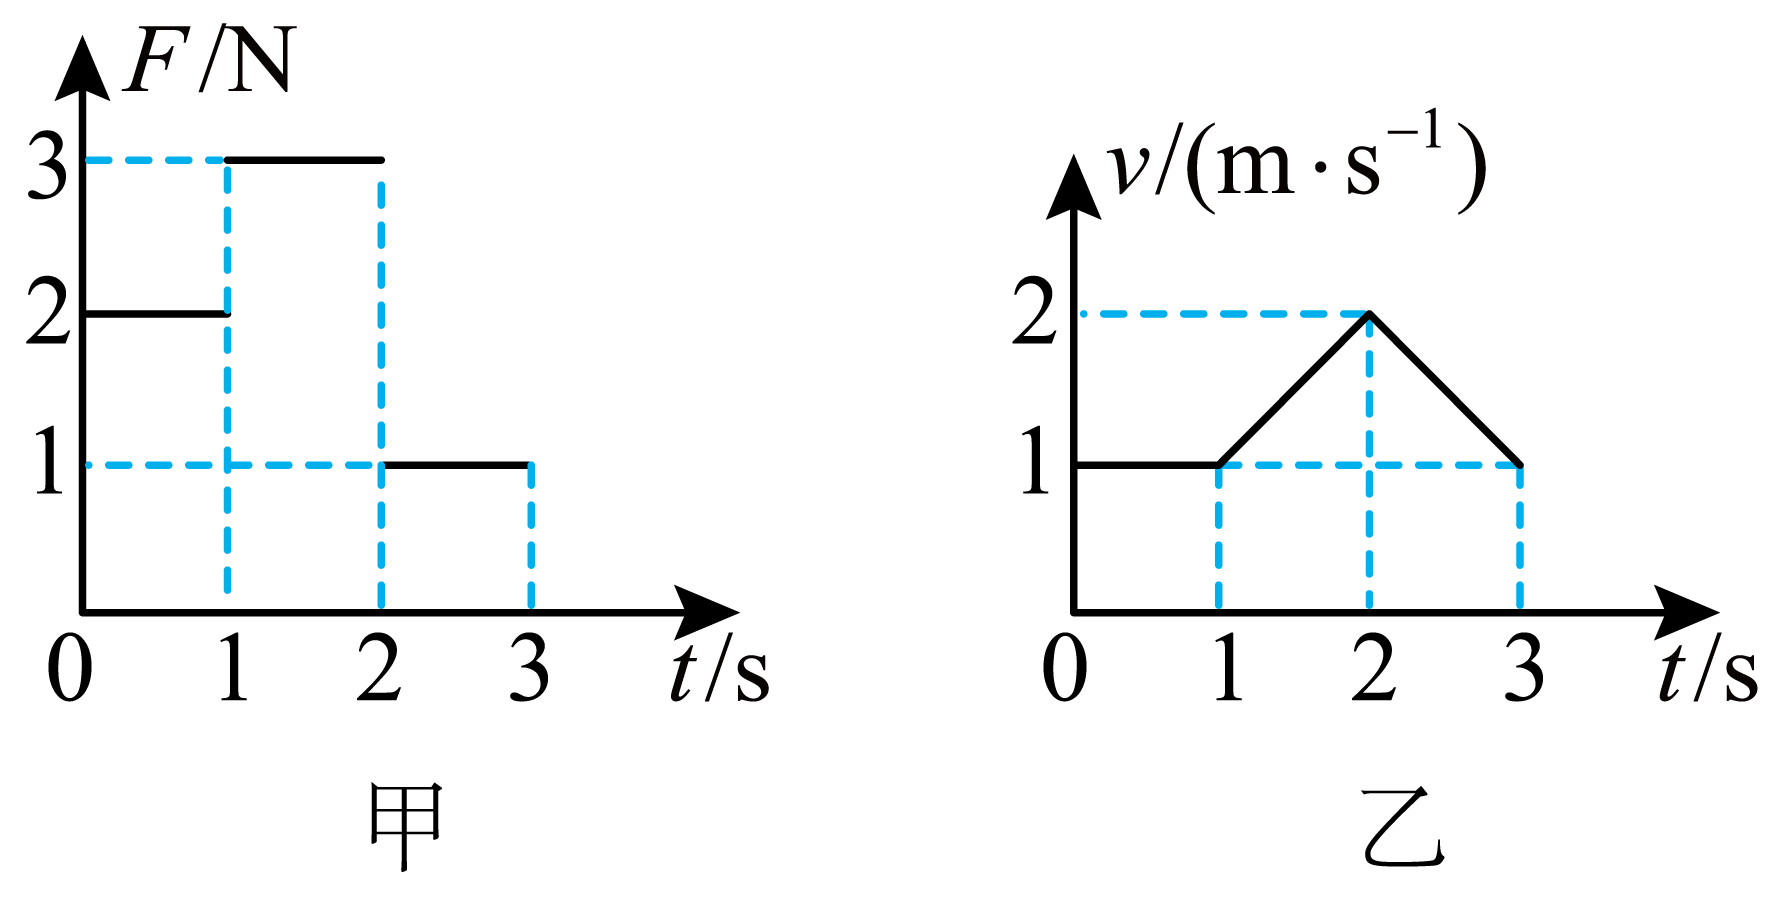 F/N
3
2
1
0 1 2 3 t/s
甲
v/(m·s⁻¹)
2
1
0 1 2 3 t/s
乙